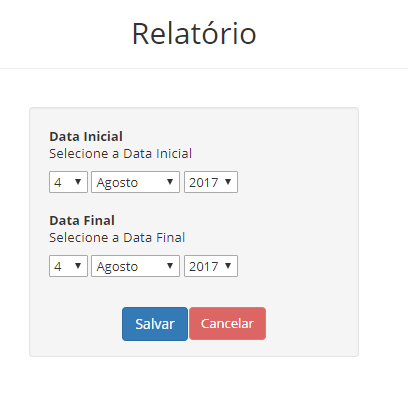 Relatório
Data Inicial
Selecione a Data Inicial
4 Agosto 2017
Data Final
Selecione a Data Final
4 Agosto 2017
Salvar Cancelar